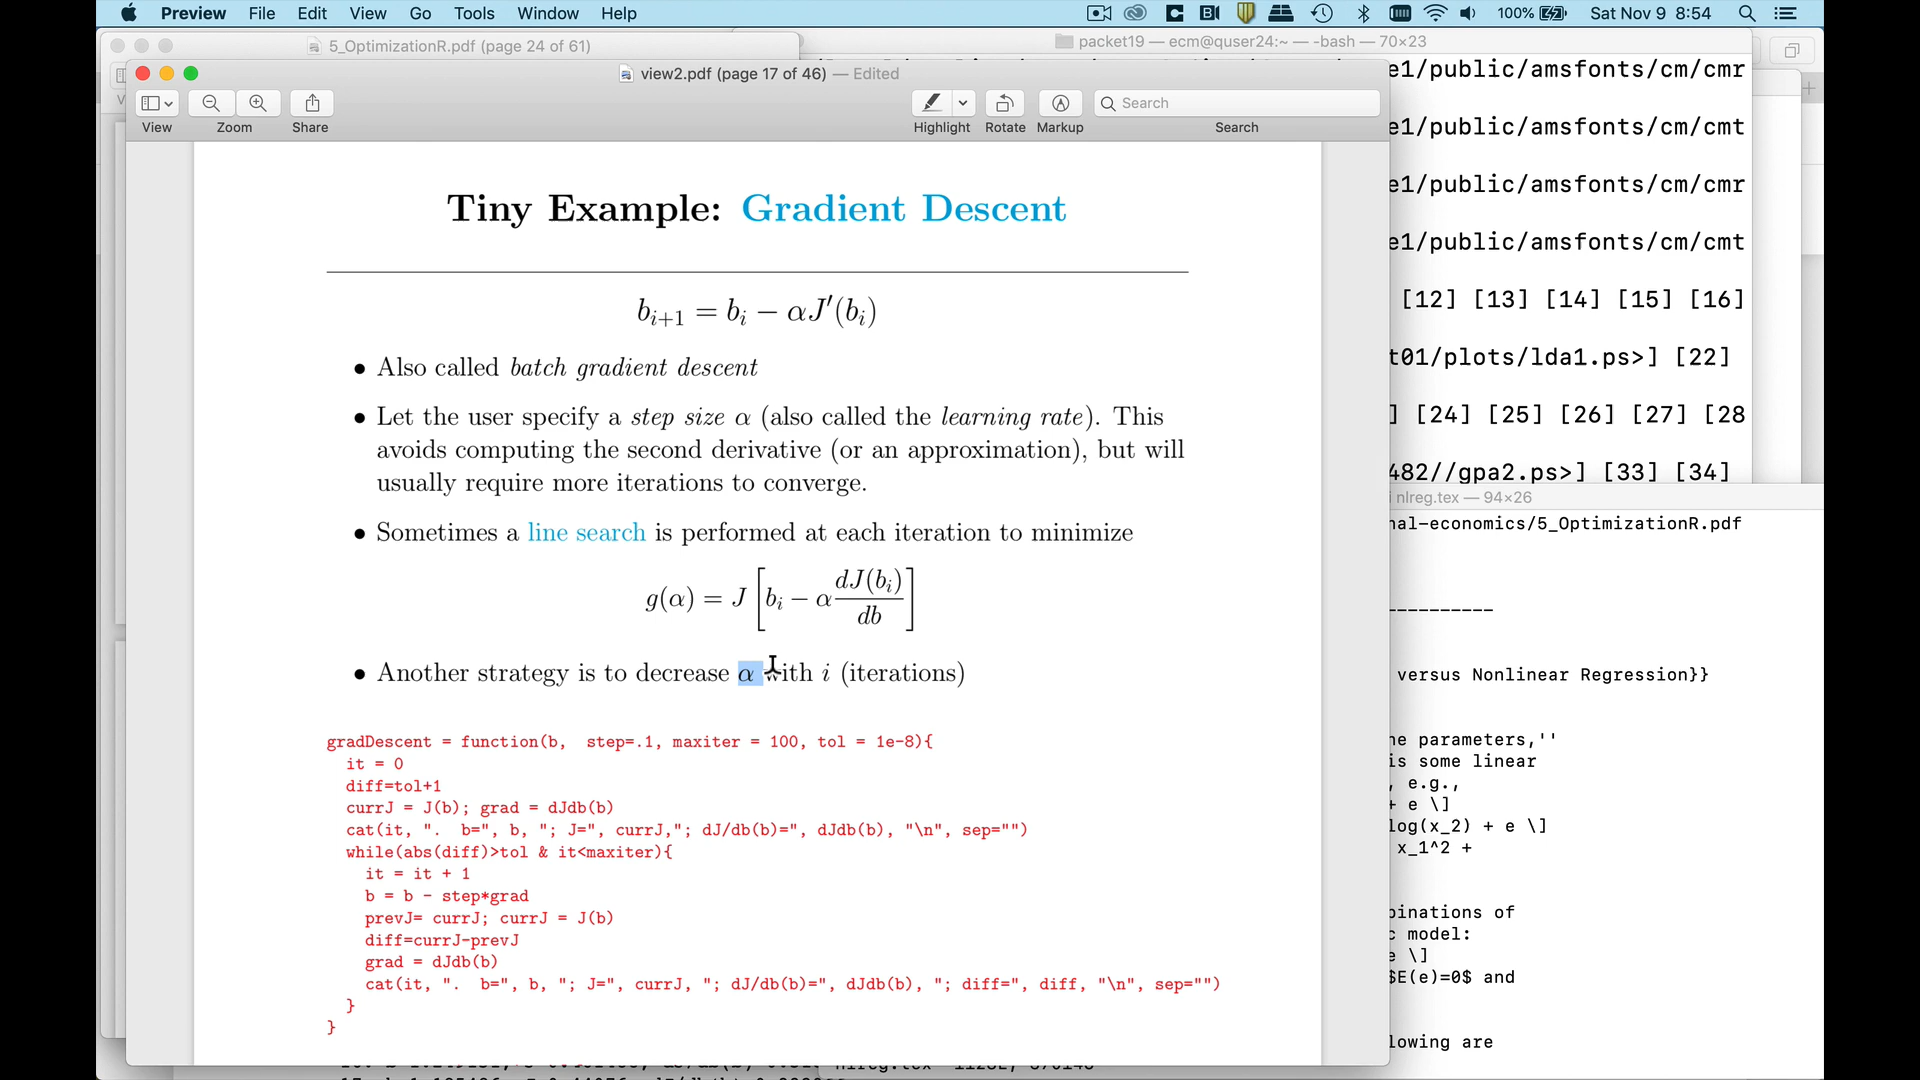 Preview File Edit View Go Tools Window Help 100% Sat Nov 9 8:54
5_OptimizationR.pdf (page 24 of 61)
packet19 — ecm@quser24:~ — -bash — 70×23
view2.pdf (page 17 of 46) — Edited
Search
View Zoom Share Highlight Rotate Markup Search
Tiny Example: Gradient Descent
b_{i+1} = b_i − αJ′(b_i)
• Also called batch gradient descent
• Let the user specify a step size α (also called the learning rate). This
avoids computing the second derivative (or an approximation), but will
usually require more iterations to converge.
• Sometimes a line search is performed at each iteration to minimize
g(α) = J [b_i − α dJ(b_i)/db]
• Another strategy is to decrease α with i (iterations)
gradDescent = function(b, step=.1, maxiter = 100, tol = 1e-8){
it = 0
diff=tol+1
currJ = J(b); grad = dJdb(b)
cat(it, ". b=", b, "; J=", currJ,"; dJ/db(b)=", dJdb(b), "\n", sep="")
while(abs(diff)>tol & it<maxiter){
it = it + 1
b = b - step*grad
prevJ= currJ; currJ = J(b)
diff=currJ-prevJ
grad = dJdb(b)
cat(it, ". b=", b, "; J=", currJ, "; dJ/db(b)=", dJdb(b), "; diff=", diff, "\n", sep="")
}
}
e1/public/amsfonts/cm/cmr
e1/public/amsfonts/cm/cmt
e1/public/amsfonts/cm/cmr
e1/public/amsfonts/cm/cmt
[12] [13] [14] [15] [16]
t01/plots/lda1.ps>] [22]
] [24] [25] [26] [27] [28
482//gpa2.ps>] [33] [34]
nlreg.tex — 94×26
nal-economics/5_OptimizationR.pdf
----------
versus Nonlinear Regression}}
he parameters,''
is some linear
, e.g.,
+ e \]
log(x_2) + e \]
x_1^2 +
binations of
c model:
e \]
$E(e)=0$ and
lowing are